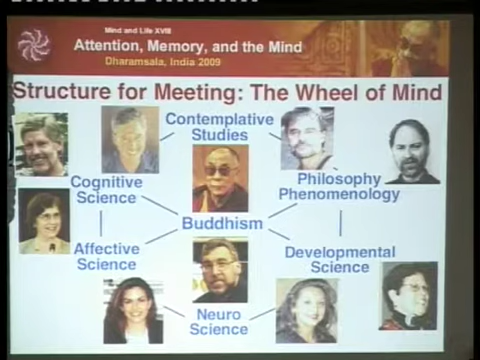 Mind and Life XVIII
Attention, Memory, and the Mind
Dharamsala, India 2009
Structure for Meeting: The Wheel of Mind
Contemplative
Studies
Cognitive
Science
Philosophy
Phenomenology
Buddhism
Affective
Science
Developmental
Science
Neuro
Science